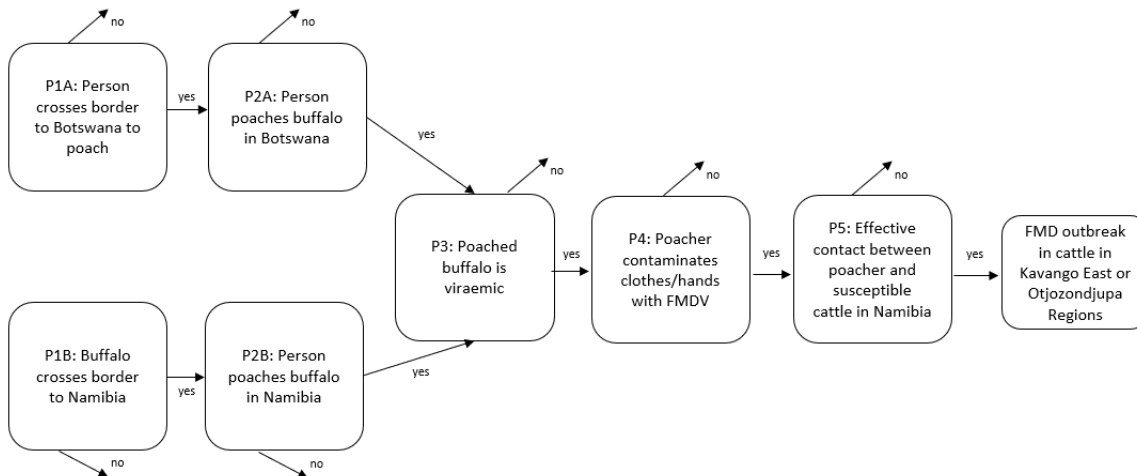 no
no
P1A: Person
crosses border
to Botswana to
poach
yes
P2A: Person
poaches buffalo
in Botswana
yes
no
P3: Poached
buffalo is
viraemic
yes
no
P4: Poacher
contaminates
clothes/hands
with FMDV
yes
no
P5: Effective
contact between
poacher and
susceptible
cattle in Namibia
yes
FMD outbreak
in cattle in
Kavango East or
Otjozondjupa
Regions
P1B: Buffalo
crosses border
to Namibia
yes
P2B: Person
poaches buffalo
in Namibia
yes
no
no